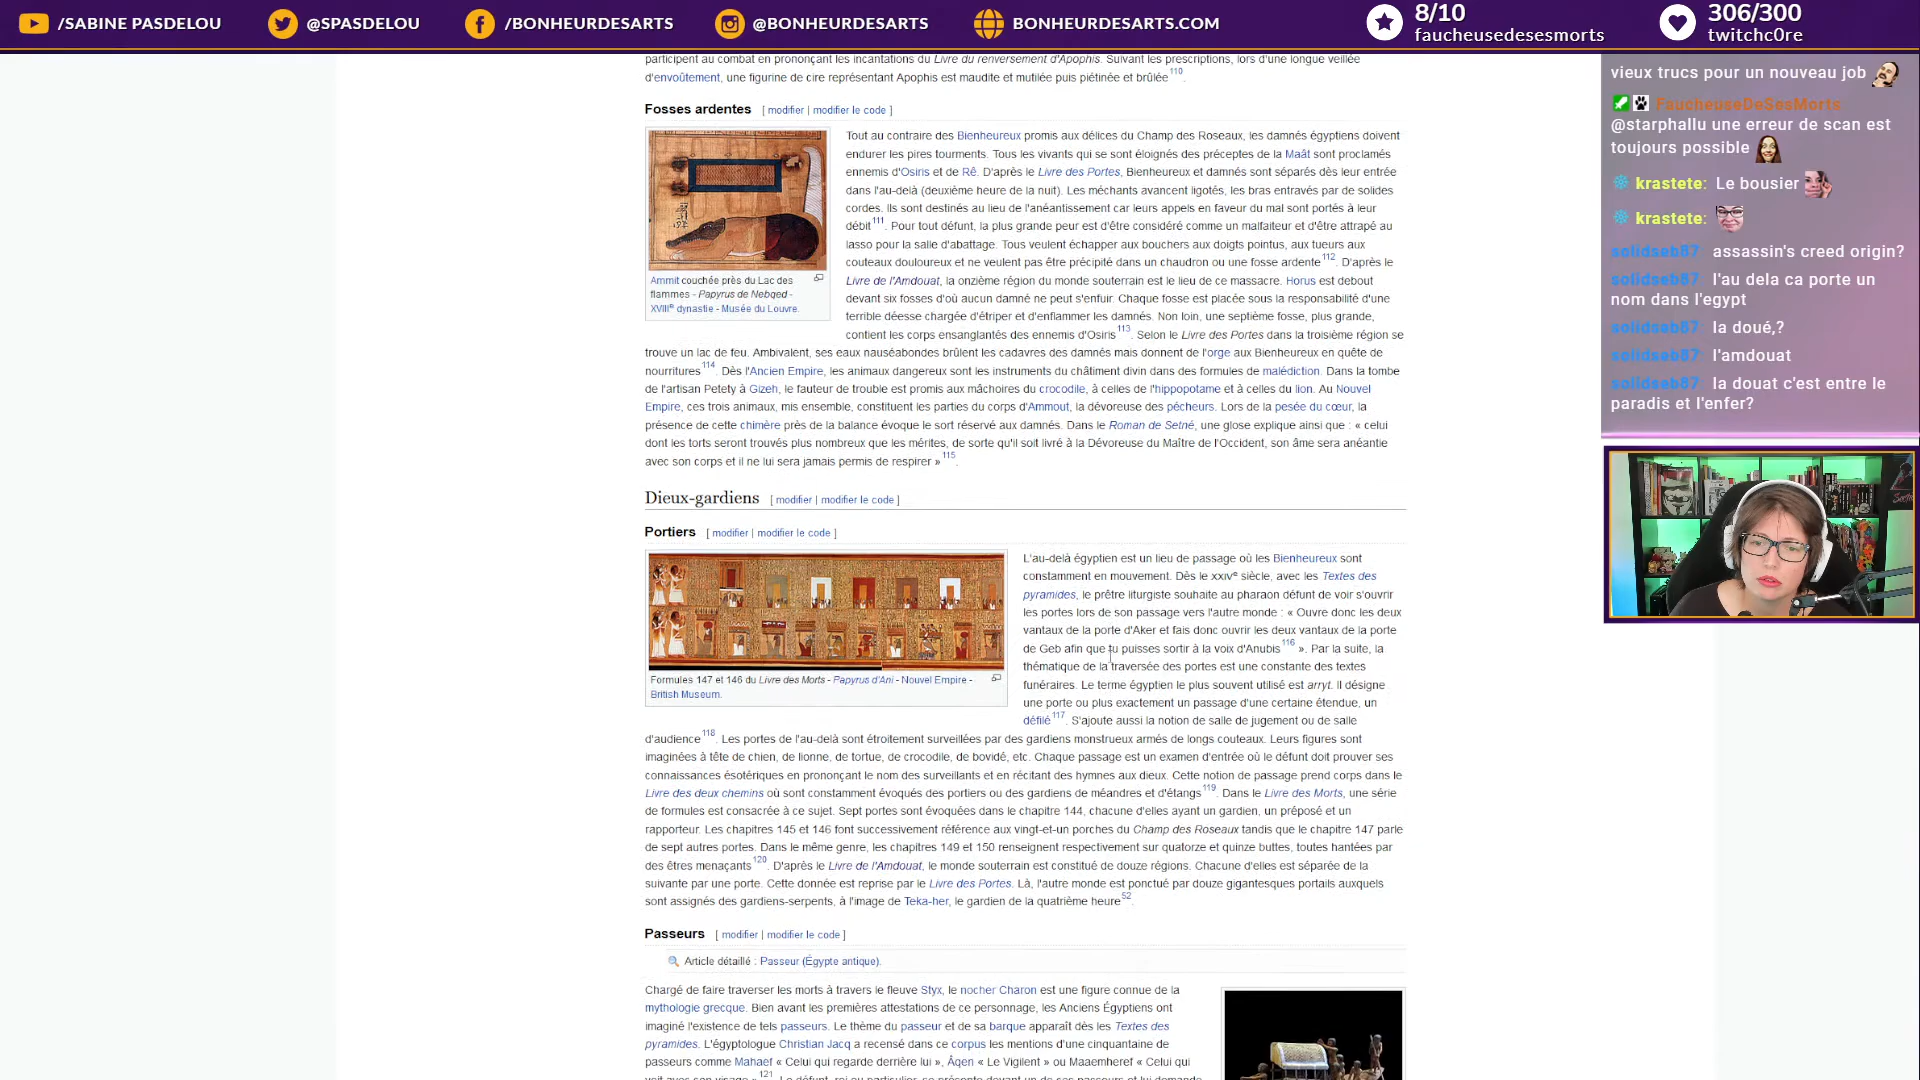 /SABINE PASDELOU @SPASDELOU /BONHEURDESARTS @BONHEURDESARTS BONHEURDESARTS.COM 8/10 faucheusedesesmorts 306/300 twitchc0re
participent au combat en prononçant les incantations du Livre du renversement d'Apophis. Suivant les prescriptions, lors d'une longue veillée
d'envoûtement, une figurine de cire représentant Apophis est maudite et mutilée puis piétinée et brûlée 110.
Fosses ardentes [ modifier | modifier le code ]
Ammit couchée près du Lac des
flammes - Papyrus de Nebqed -
XVIIIe dynastie - Musée du Louvre.
Tout au contraire des Bienheureux promis aux délices du Champ des Roseaux, les damnés égyptiens doivent
endurer les pires tourments. Tous les vivants qui se sont éloignés des préceptes de la Maât sont proclamés
ennemis d'Osiris et de Rê. D'après le Livre des Portes, Bienheureux et damnés sont séparés dès leur entrée
dans l'au-delà (deuxième heure de la nuit). Les méchants avancent ligotés, les bras entravés par de solides
cordes. Ils sont destinés au lieu de l'anéantissement car leurs appels en faveur du mal sont portés à leur
débit 111. Pour tout défunt, la plus grande peur est d'être considéré comme un malfaiteur et d'être attrapé au
lasso pour la salle d'abattage. Tous veulent échapper aux bouchers aux doigts pointus, aux tueurs aux
couteaux douloureux et ne veulent pas être précipité dans un chaudron ou une fosse ardente 112. D'après le
Livre de l'Amdouat, la onzième région du monde souterrain est le lieu de ce massacre. Horus est debout
devant six fosses d'où aucun damné ne peut s'enfuir. Chaque fosse est placée sous la responsabilité d'une
terrible déesse chargée d'étriper et d'enflammer les damnés. Non loin, une septième fosse, plus grande,
contient les corps ensanglantés des ennemis d'Osiris 113. Selon le Livre des Portes dans la troisième région se
trouve un lac de feu. Ambivalent, ses eaux nauséabondes brûlent les cadavres des damnés mais donnent de l'orge aux Bienheureux en quête de
nourritures 114. Dès l'Ancien Empire, les animaux dangereux sont les instruments du châtiment divin dans des formules de malédiction. Dans la tombe
de l'artisan Petety à Gizeh, le fauteur de trouble est promis aux mâchoires du crocodile, à celles de l'hippopotame et à celles du lion. Au Nouvel
Empire, ces trois animaux, mis ensemble, constituent les parties du corps d'Ammout, la dévoreuse des pécheurs. Lors de la pesée du cœur, la
présence de cette chimère près de la balance évoque le sort réservé aux damnés. Dans le Roman de Setné, une glose explique ainsi que : « celui
dont les torts seront trouvés plus nombreux que les mérites, de sorte qu'il soit livré à la Dévoreuse du Maître de l'Occident, son âme sera anéantie
avec son corps et il ne lui sera jamais permis de respirer » 115.
Dieux-gardiens [ modifier | modifier le code ]
Portiers [ modifier | modifier le code ]
Formules 147 et 146 du Livre des Morts - Papyrus d'Ani - Nouvel Empire -
British Museum.
L'au-delà égyptien est un lieu de passage où les Bienheureux sont
constamment en mouvement. Dès le XXIVe siècle, avec les Textes des
pyramides, le prêtre liturgiste souhaite au pharaon défunt de voir s'ouvrir
les portes lors de son passage vers l'autre monde : « Ouvre donc les deux
vantaux de la porte d'Aker et fais donc ouvrir les deux vantaux de la porte
de Geb afin que tu puisses sortir à la voix d'Anubis 116 ». Par la suite, la
thématique de la traversée des portes est une constante des textes
funéraires. Le terme égyptien le plus souvent utilisé est arryt. Il désigne
une porte ou plus exactement un passage d'une certaine étendue, un
défilé 117. S'ajoute aussi la notion de salle de jugement ou de salle
d'audience 118. Les portes de l'au-delà sont étroitement surveillées par des gardiens monstrueux armés de longs couteaux. Leurs figures sont
imaginées à tête de chien, de lionne, de tortue, de crocodile, de bovidé, etc. Chaque passage est un examen d'entrée où le défunt doit prouver ses
connaissances ésotériques en prononçant le nom des surveillants et en récitant des hymnes aux dieux. Cette notion de passage prend corps dans le
Livre des deux chemins où sont constamment évoqués des portiers ou des gardiens de méandres et d'étangs 119. Dans le Livre des Morts, une série
de formules est consacrée à ce sujet. Sept portes sont évoquées dans le chapitre 144, chacune d'elles ayant un gardien, un préposé et un
rapporteur. Les chapitres 145 et 146 font successivement référence aux vingt-et-un porches du Champ des Roseaux tandis que le chapitre 147 parle
de sept autres portes. Dans le même genre, les chapitres 149 et 150 renseignent respectivement sur quatorze et quinze buttes, toutes hantées par
des êtres menaçants 120. D'après le Livre de l'Amdouat, le monde souterrain est constitué de douze régions. Chacune d'elles est séparée de la
suivante par une porte. Cette donnée est reprise par le Livre des Portes. Là, l'autre monde est ponctué par douze gigantesques portails auxquels
sont assignés des gardiens-serpents, à l'image de Teka-her, le gardien de la quatrième heure 52.
Passeurs [ modifier | modifier le code ]
Article détaillé : Passeur (Égypte antique).
Chargé de faire traverser les morts à travers le fleuve Styx, le nocher Charon est une figure connue de la
mythologie grecque. Bien avant les premières attestations de ce personnage, les Anciens Égyptiens ont
imaginé l'existence de tels passeurs. Le thème du passeur et de sa barque apparaît dès les Textes des
pyramides. L'égyptologue Christian Jacq a recensé dans ce corpus les mentions d'une cinquantaine de
passeurs comme Mahaef « Celui qui regarde derrière lui », Âqen « Le Vigilent » ou Maaemheref « Celui qui
voit avec son visage » 121. Le défunt, roi ou particulier, se présente devant un de ces passeurs et lui demande
vieux trucs pour un nouveau job
FaucheuseDeSesMorts
@starphallu une erreur de scan est
toujours possible
krastete: Le bousier
krastete:
solidseb87 assassin's creed origin?
solidseb87 l'au dela ca porte un
nom dans l'egypt
solidseb87 la doué,?
solidseb87 l'amdouat
solidseb87 la douat c'est entre le
paradis et l'enfer?